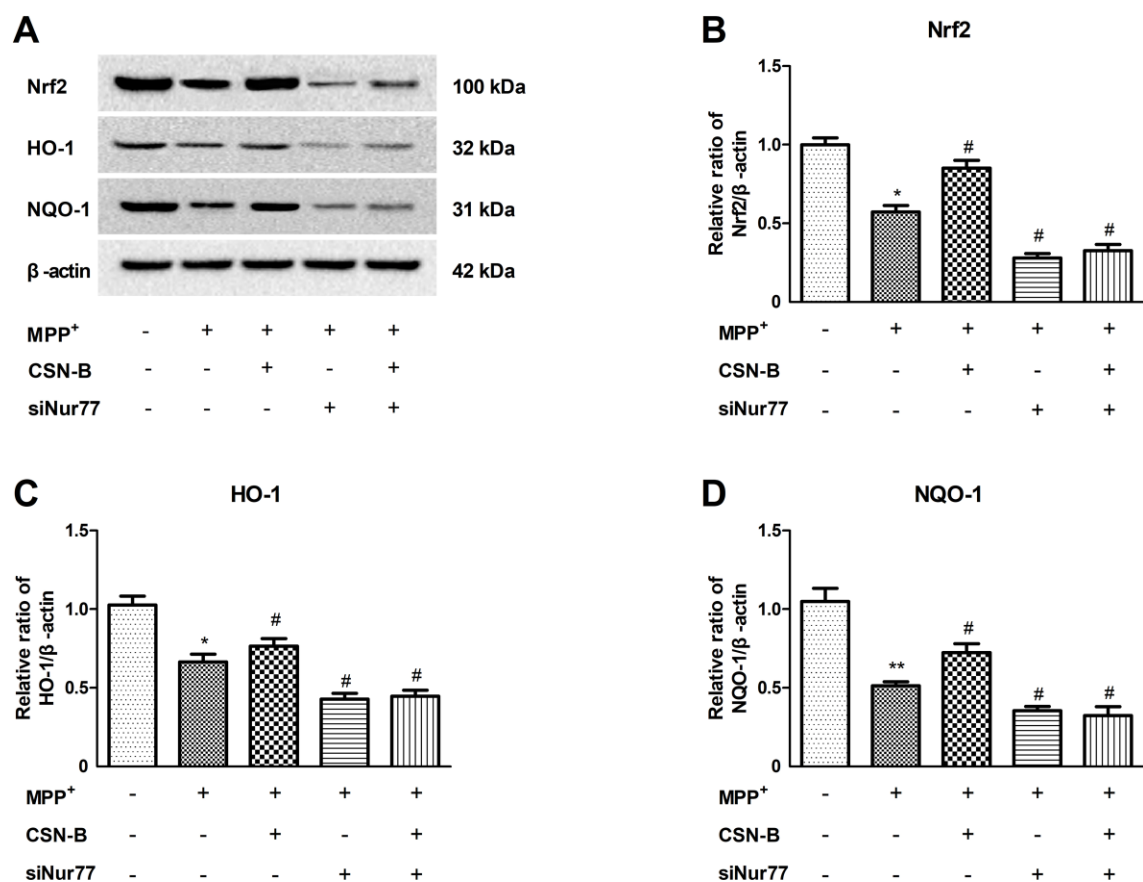 A
Nrf2 100 kDa
HO-1 32 kDa
NQO-1 31 kDa
β-actin 42 kDa
MPP+ - + + + +
CSN-B - - + - +
siNur77 - - - + +
B
Nrf2
Relative ratio of
Nrf2/β-actin
1.5
1.0
0.5
0
* # # #
MPP+ - + + + +
CSN-B - - + - +
siNur77 - - - + +
C
HO-1
Relative ratio of
HO-1/β-actin
1.5
1.0
0.5
0
* # # #
MPP+ - + + + +
CSN-B - - + - +
siNur77 - - - + +
D
NQO-1
Relative ratio of
NQO-1/β-actin
1.5
1.0
0.5
0
** # # #
MPP+ - + + + +
CSN-B - - + - +
siNur77 - - - + +